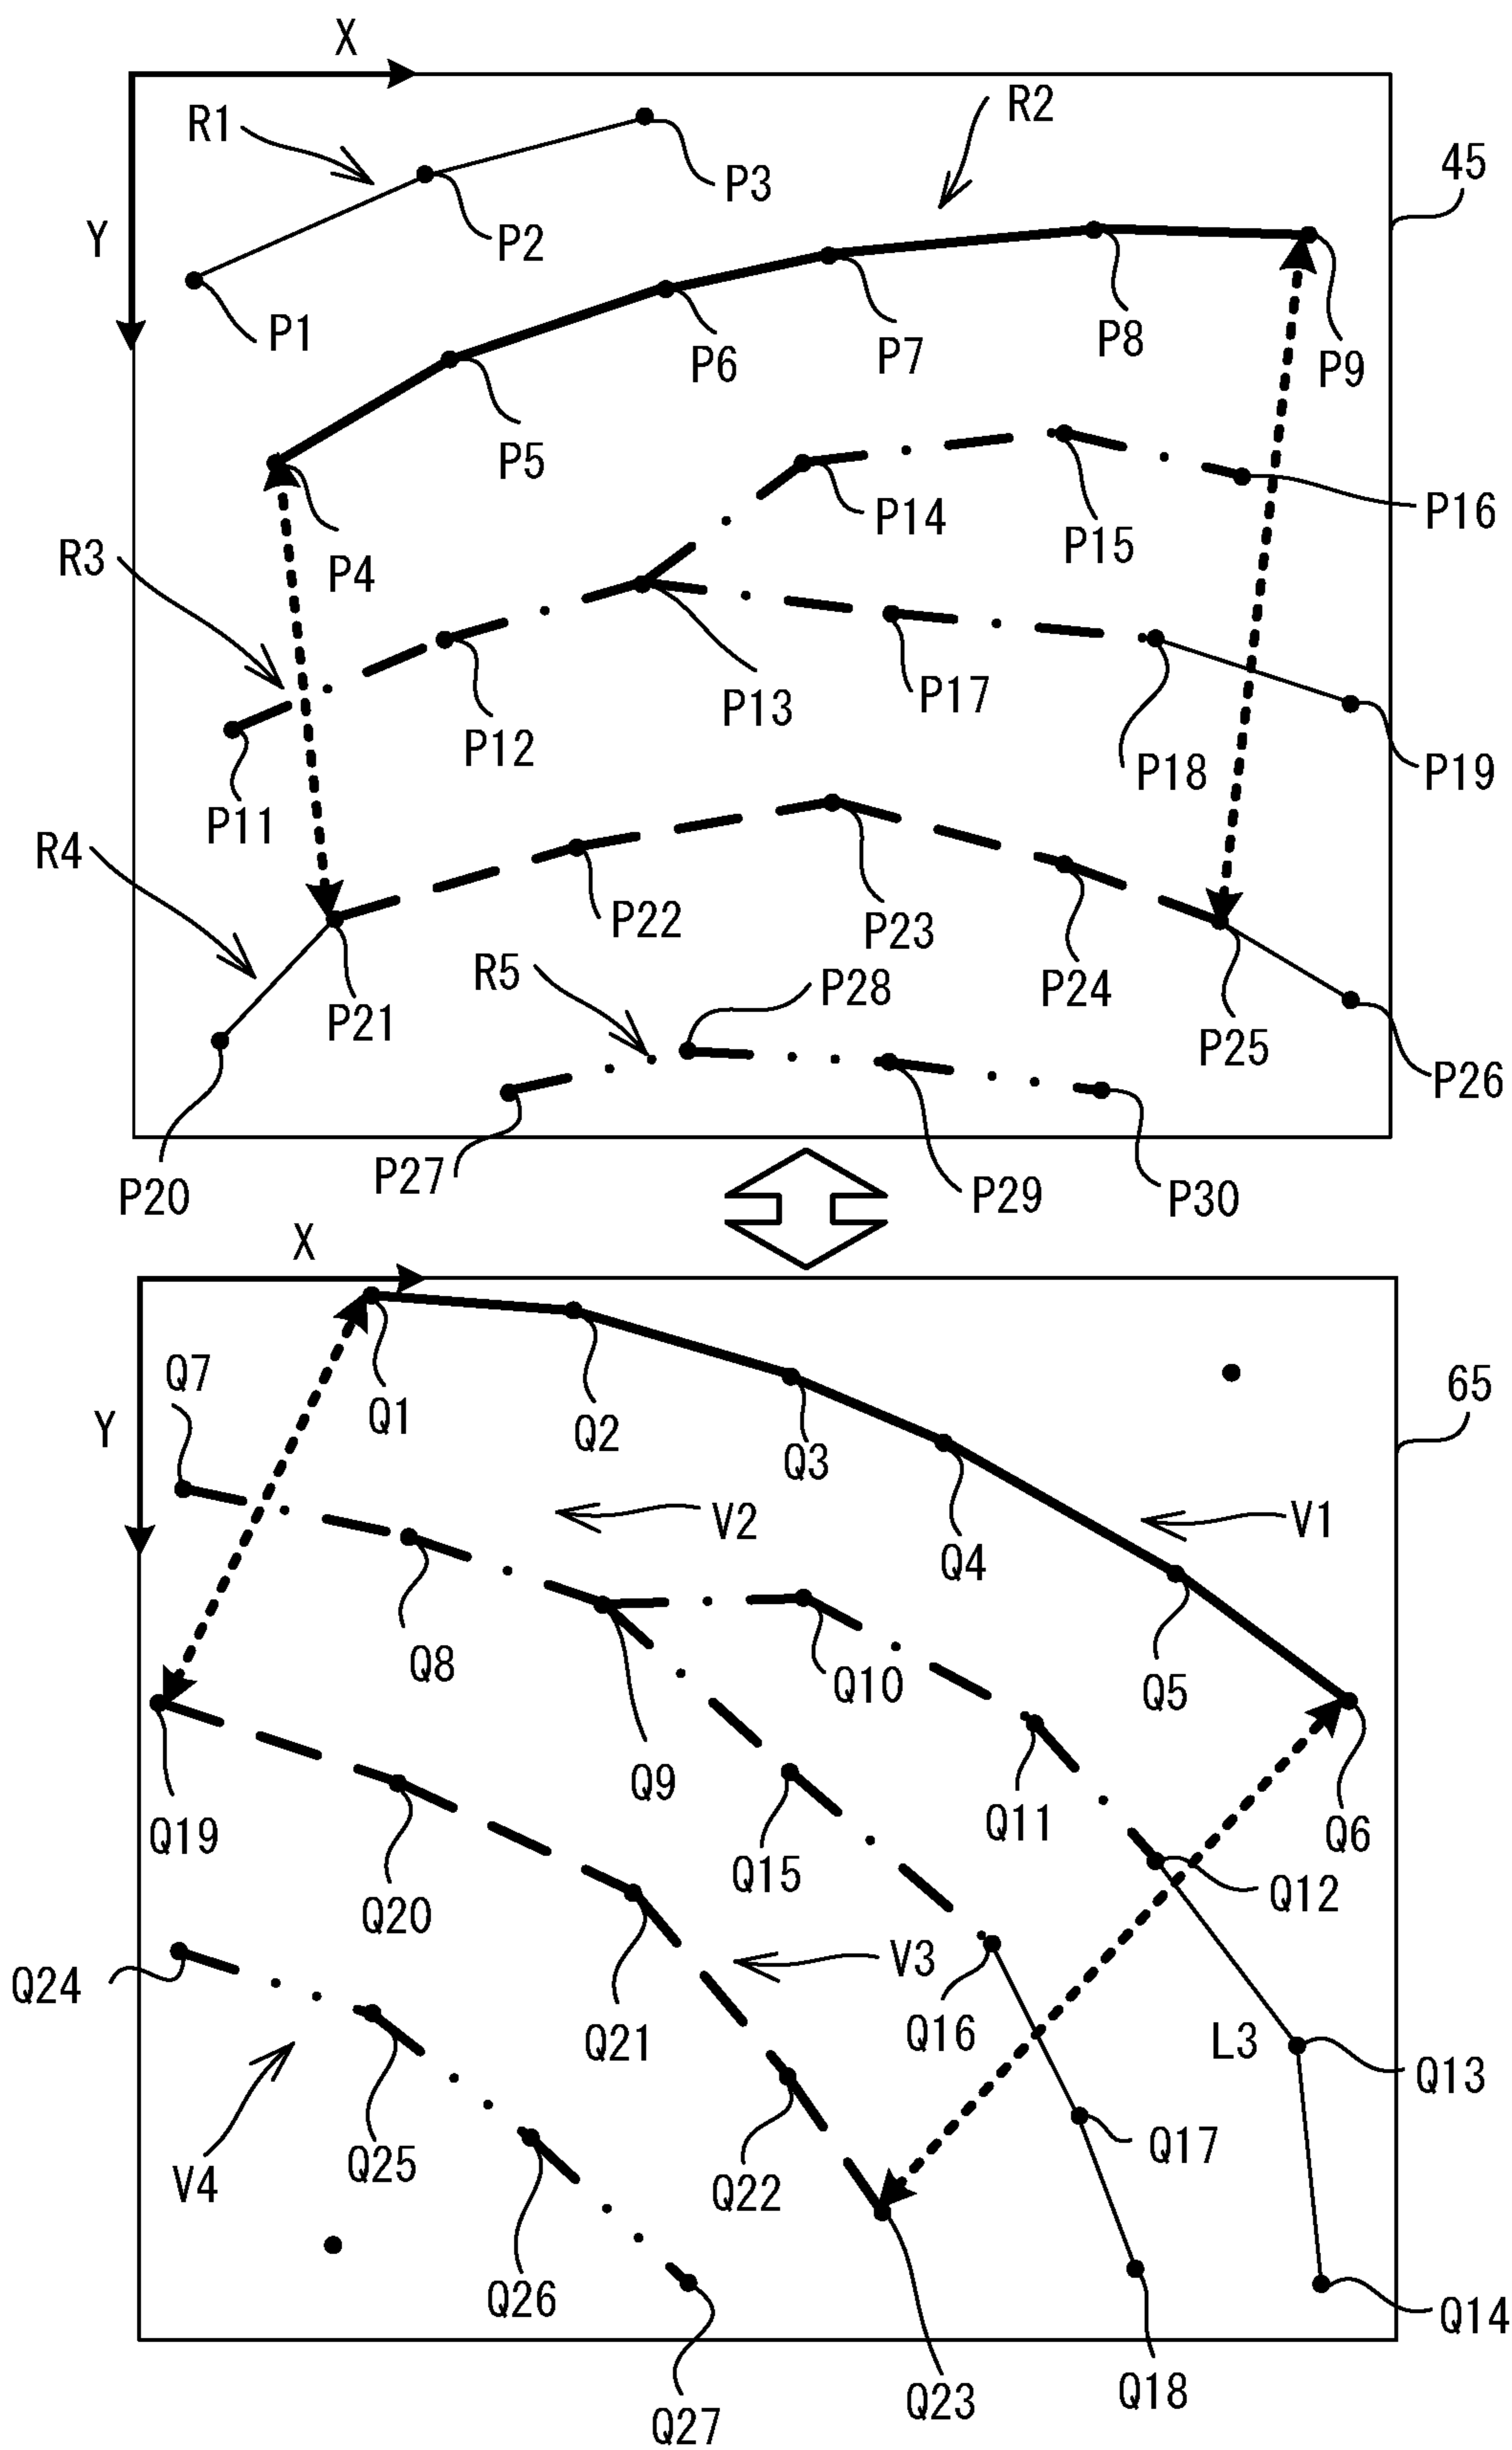 X
R1
R2
P3
45
Y
P2
P1
P8
P7
P6
P9
P5
P14
P16
P15
R3
P4
P17
P13
P12
P18
P19
P11
R4
P22
P23
R5
P28
P24
P21
P25
P26
P27
P20
P29
P30
X
Q7
65
Q1
Y
Q2
Q3
V2
V1
Q4
Q8
Q10
Q5
Q9
Q11
Q19
Q6
Q15
Q12
Q20
V3
Q24
Q16
L3
Q21
Q13
Q17
Q25
V4
Q22
Q26
Q14
Q18
Q23
Q27